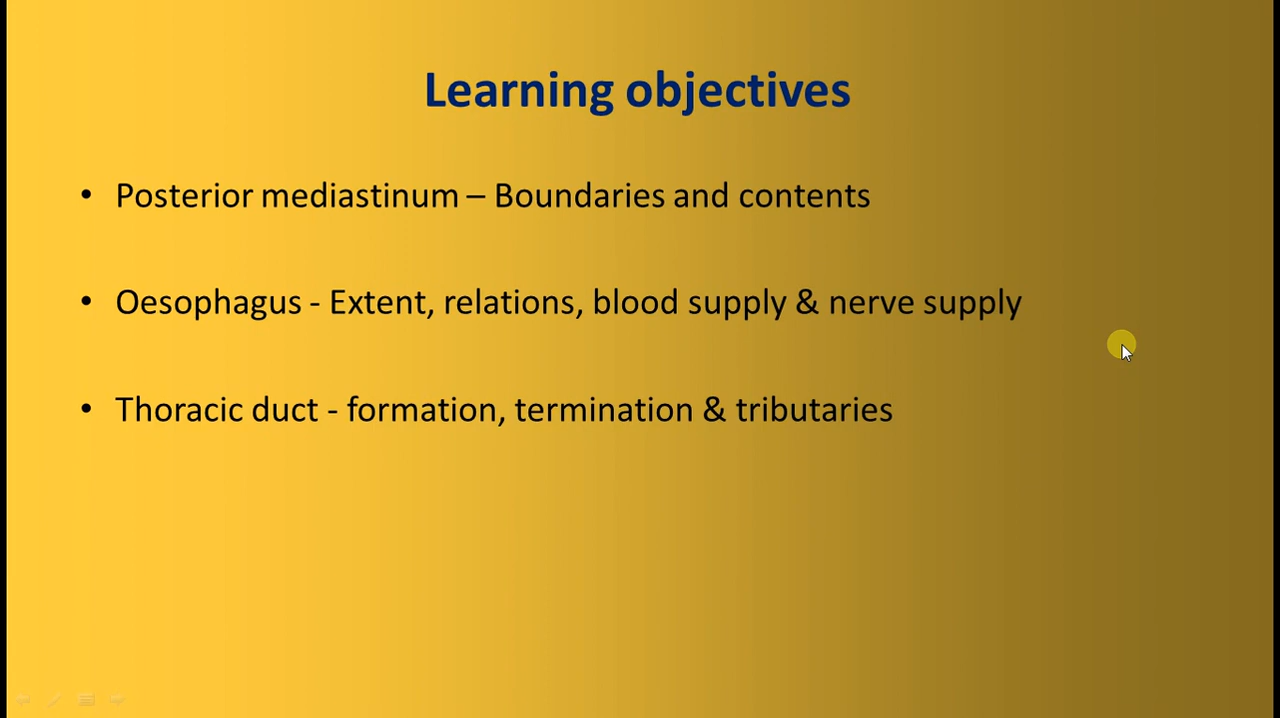 Learning objectives
• Posterior mediastinum – Boundaries and contents
• Oesophagus - Extent, relations, blood supply & nerve supply
• Thoracic duct - formation, termination & tributaries